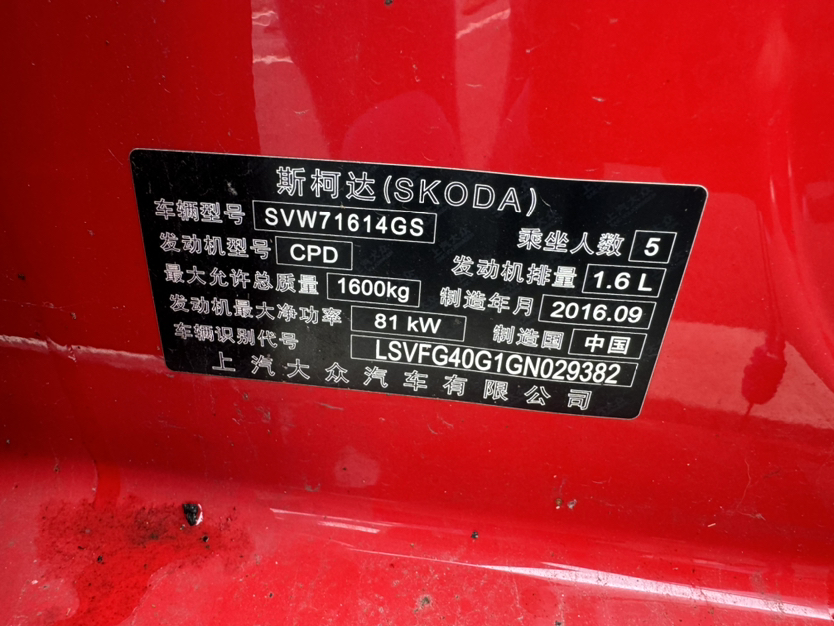 斯柯达(SKODA)
车辆型号 SVW71614GS 乘坐人数 5
发动机型号 CPD 发动机排量 1.6 L
最大允许总质量 1600kg 制造年月 2016.09
发动机最大净功率 81 kW 制造国 中国
车辆识别代号 LSVFG40G1GN029382
上汽大众汽车有限公司